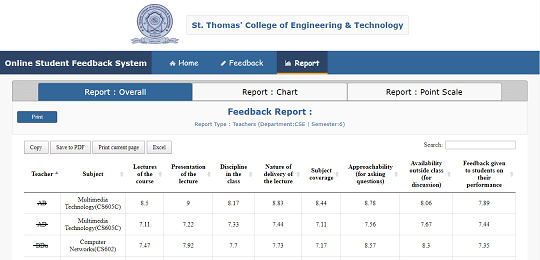 St. Thomas' College of Engineering & Technology
Online Student Feedback System Home Feedback Report
Report : Overall Report : Chart Report : Point Scale
Print Feedback Report :
Report Type : Teachers (Department:CSE | Semester:6)
Copy Save to PDF Print current page Excel Search:
Teacher Subject Lectures of the course Presentation of the lecture Discipline in the class Nature of delivery of the lecture Subject coverage Approachability (for asking questions) Availability outside class (for discussion) Feedback given to students on their performance
AB Multimedia Technology(CS605C) 8.5 9 8.17 8.83 8.44 8.78 8.06 7.89
AD Multimedia Technology(CS605C) 7.11 7.22 7.33 7.44 7.11 7.56 7.67 7.44
Computer Networks(CS602) 7.47 7.92 7.7 7.73 7.17 8.57 8.3 7.35